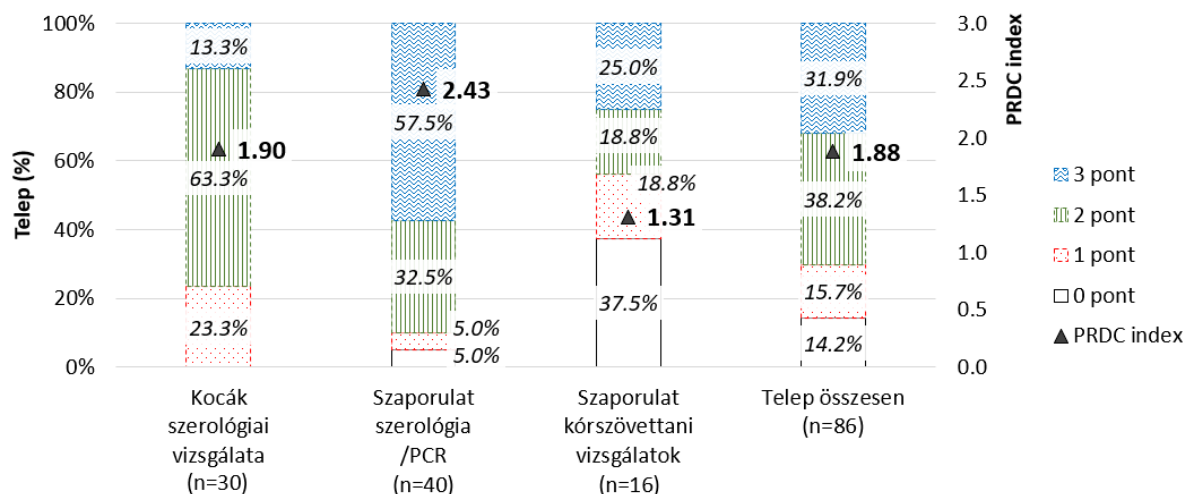 100%
80%
60%
40%
20%
0%
Telep (%)
13.3%
63.3%
23.3%
1.90
2.43
57.5%
32.5%
5.0%
5.0%
25.0%
18.8%
18.8%
1.31
37.5%
31.9%
1.88
38.2%
15.7%
14.2%
3.0
2.5
2.0
1.5
1.0
0.5
0.0
PRDC index
3 pont
2 pont
1 pont
0 pont
PRDC index
Kocák
szerológiai
vizsgálata
(n=30)
Szaporulat
szerológia
/PCR
(n=40)
Szaporulat
kórszövettani
vizsgálatok
(n=16)
Telep összesen
(n=86)